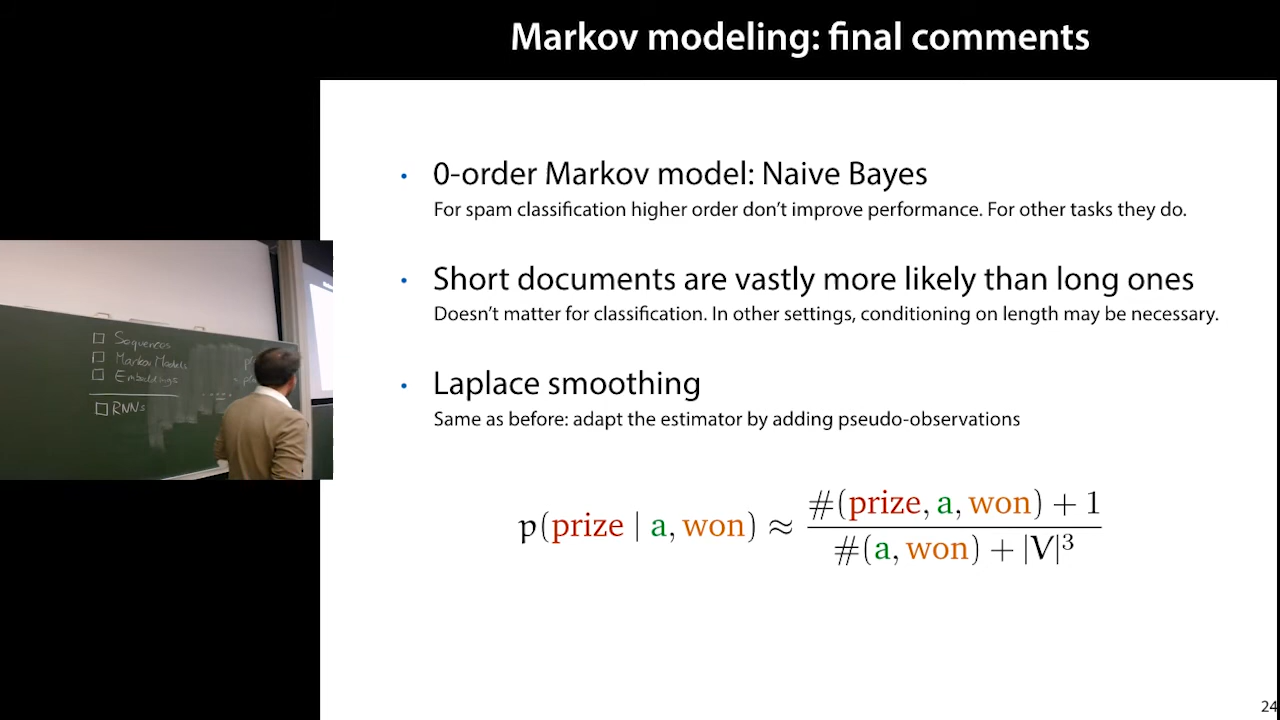 Markov modeling: final comments
• 0-order Markov model: Naive Bayes
For spam classification higher order don't improve performance. For other tasks they do.
• Short documents are vastly more likely than long ones
Doesn't matter for classification. In other settings, conditioning on length may be necessary.
• Laplace smoothing
Same as before: adapt the estimator by adding pseudo-observations
p(prize | a, won) ≈ #(prize, a, won) + 1
#(a, won) + |V|³
Sequences
Markov Models
Embeddings
RNNs
24